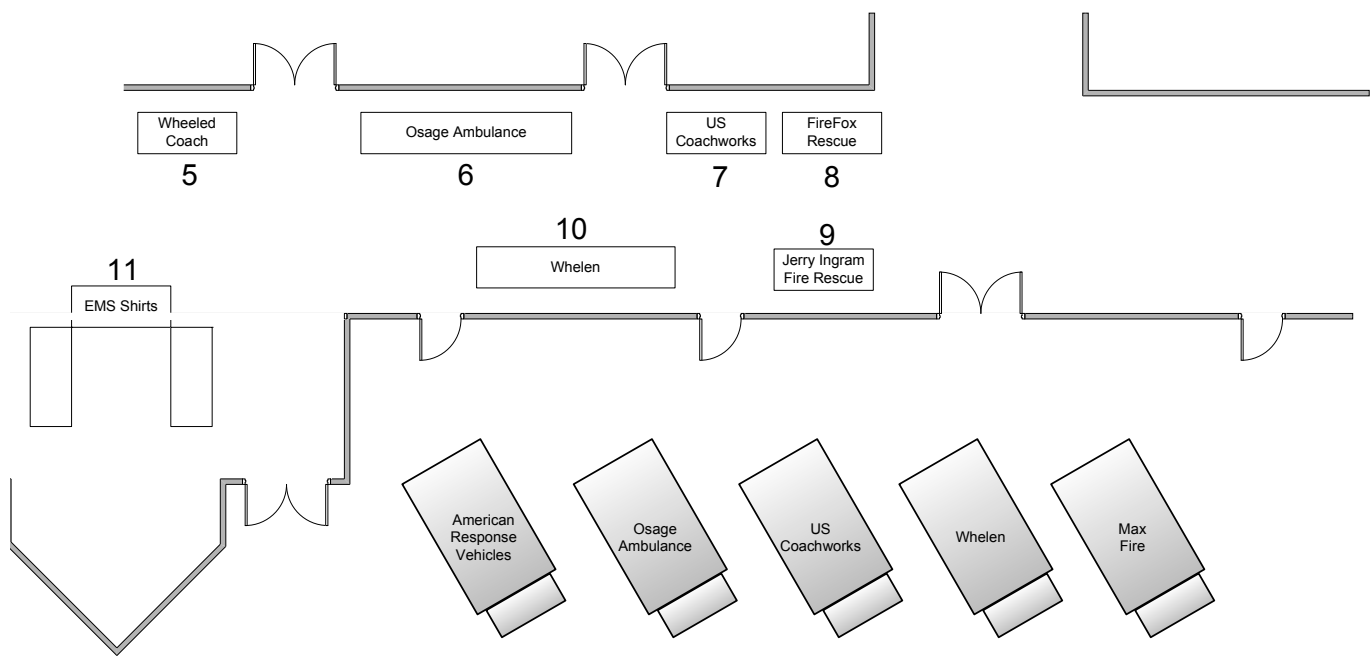 Wheeled
Coach
5
Osage Ambulance
6
US
Coachworks
7
FireFox
Rescue
8
10
Whelen
9
Jerry Ingram
Fire Rescue
11
EMS Shirts
American
Response
Vehicles
Osage
Ambulance
US
Coachworks
Whelen
Max
Fire